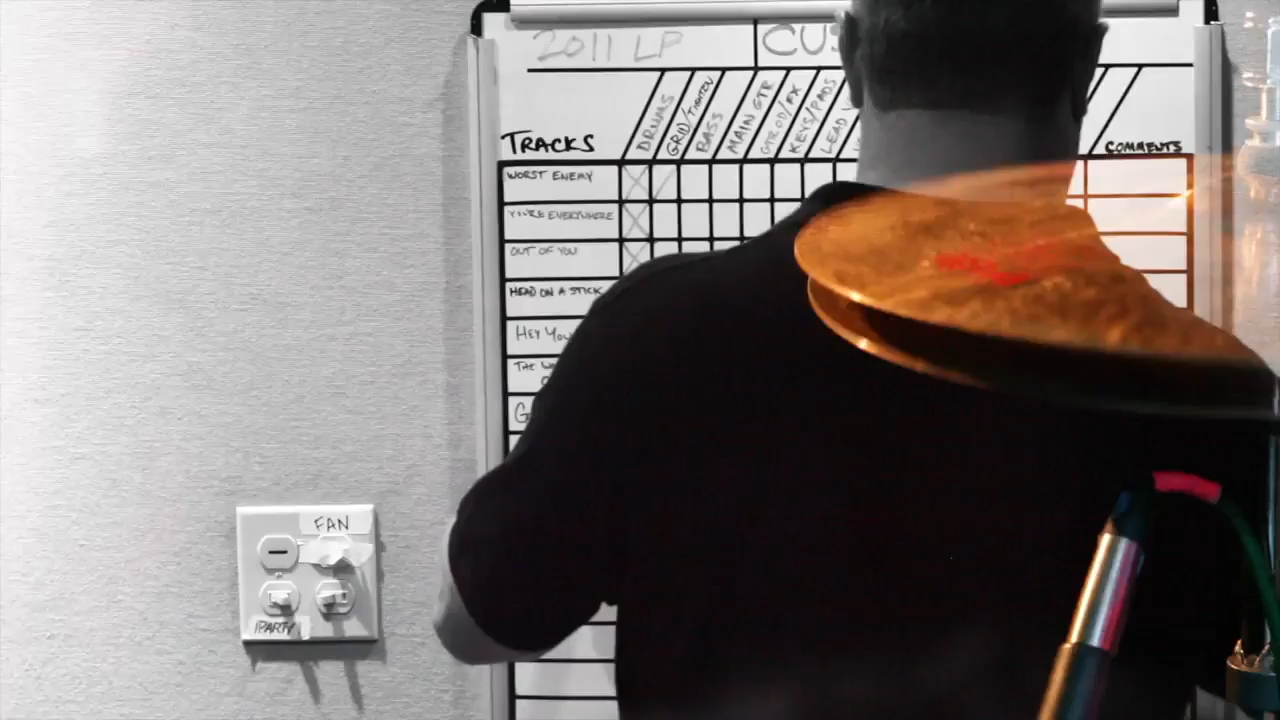 2011 LP
CUS
DRUMS
GRID/TIGHTEN
BASS
MAIN GTR
GTR OD/FX
KEYS/PADS
LEAD
TRACKS
COMMENTS
WORST ENEMY
YOU'RE EVERYWHERE
OUT OF YOU
HEAD ON A STICK
HEY YOU
THE
FAN
PARTY